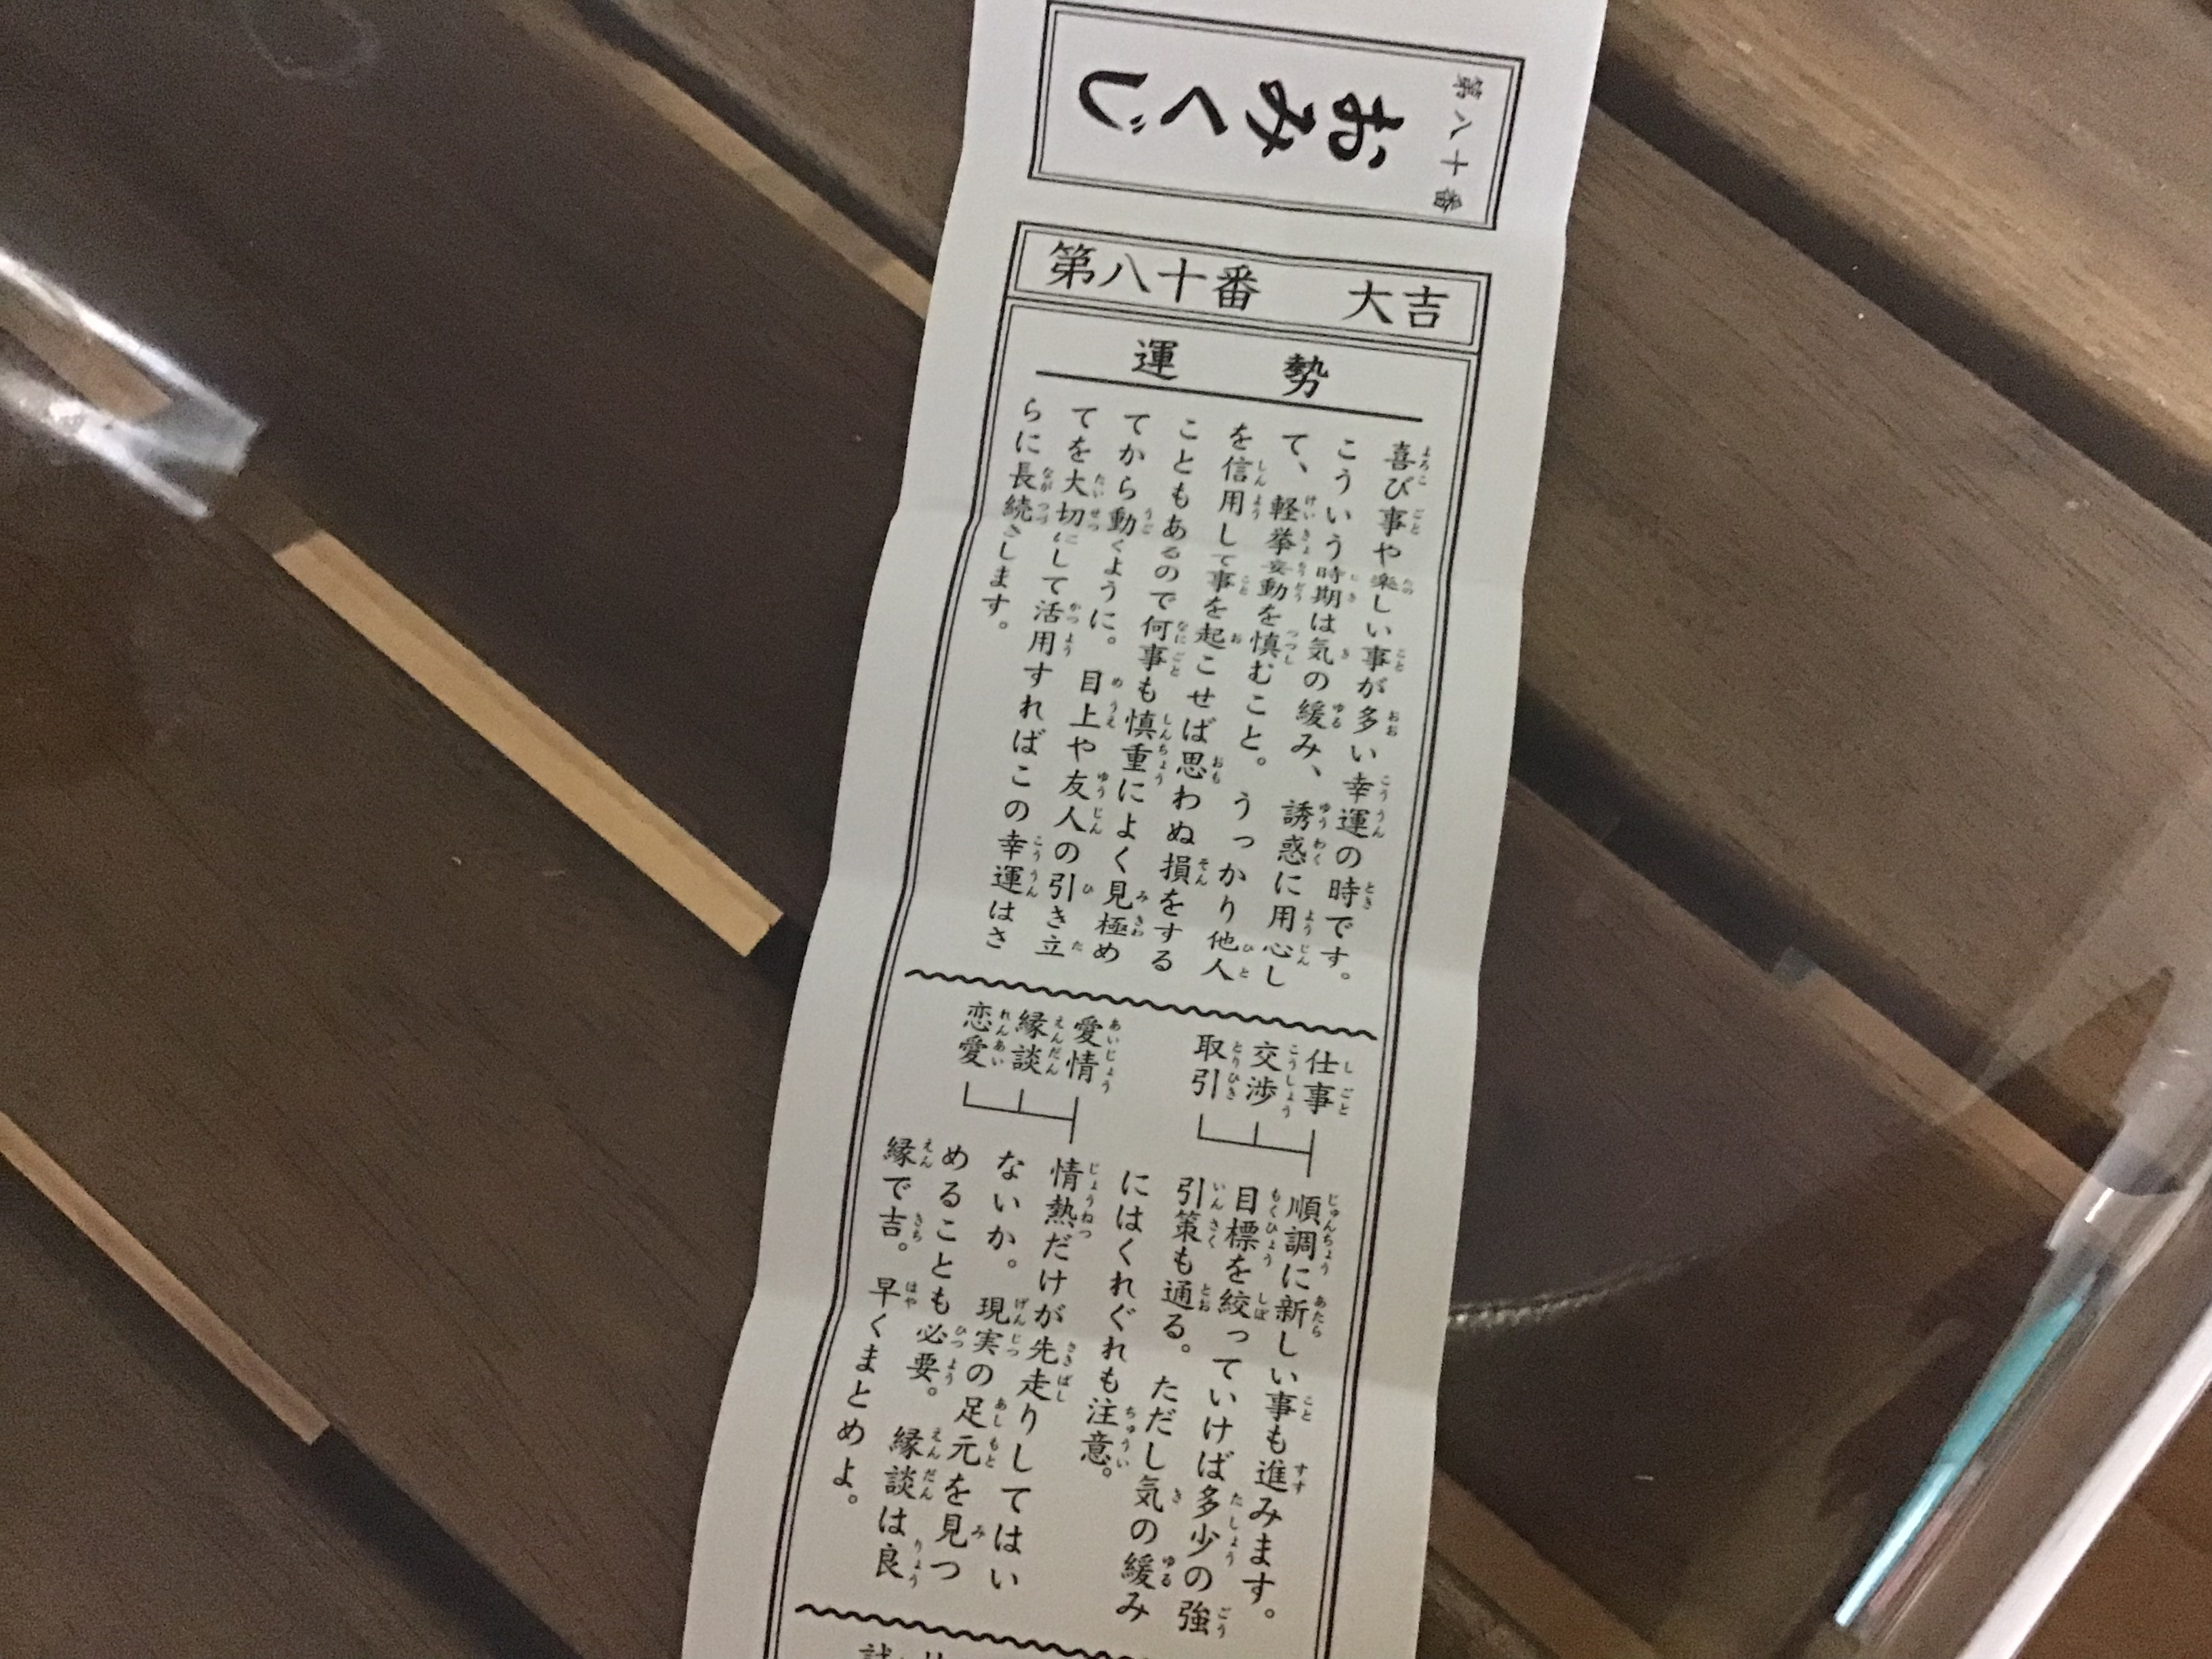 第八十番
おみくじ
第八十番 大吉
運勢
喜び事や楽しい事が多い幸運の時です。
こういう時期は気の緩み、誘惑に用心し
て、軽挙妄動を慎むこと。うっかり他人
を信用して事を起こせば思わぬ損をする
こともあるので何事も慎重によく見極め
てから動くように。目上や友人の引き立
てを大切にして活用すればこの幸運はさ
らに長続きします。
仕事
交渉
取引
順調に新しい事も進みます。
目標を絞っていけば多少の強
引策も通る。ただし気の緩み
にはくれぐれも注意。
愛情
縁談
恋愛
情熱だけが先走りしてはい
ないか。現実の足元を見つ
めることも必要。縁談は良
縁で吉。早くまとめよ。